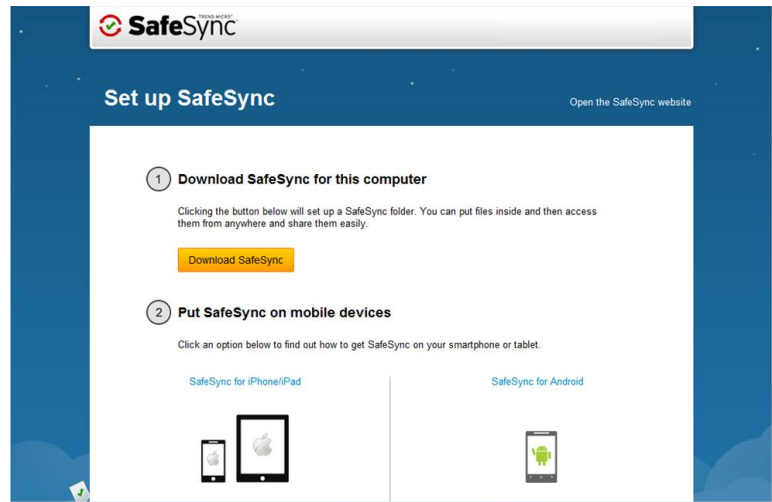 TREND MICRO
SafeSync
Set up SafeSync
Open the SafeSync website
1
Download SafeSync for this computer
Clicking the button below will set up a SafeSync folder. You can put files inside and then access
them from anywhere and share them easily.
Download SafeSync
2
Put SafeSync on mobile devices
Click an option below to find out how to get SafeSync on your smartphone or tablet.
SafeSync for iPhone/iPad
SafeSync for Android